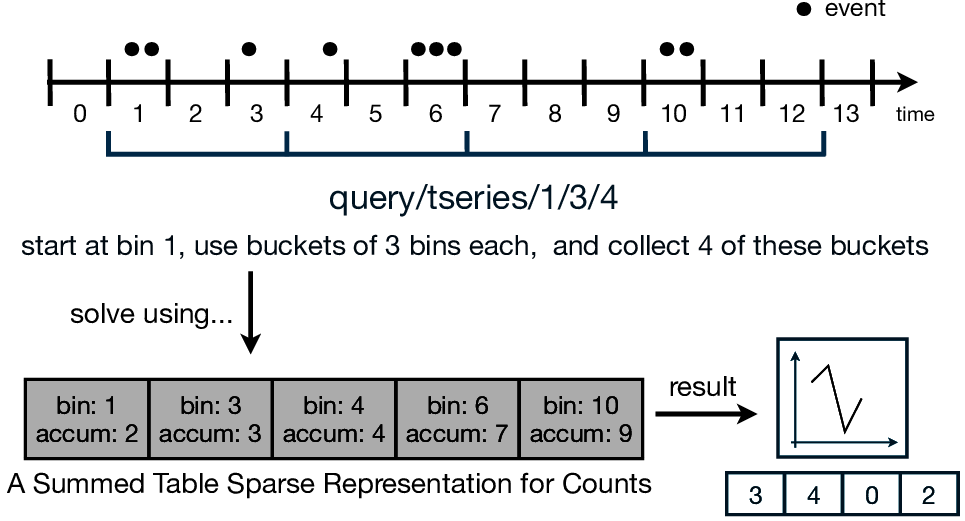 event
0 1 2 3 4 5 6 7 8 9 10 11 12 13 time
query/tseries/1/3/4
start at bin 1, use buckets of 3 bins each, and collect 4 of these buckets
solve using...
result
bin: 1 bin: 3 bin: 4 bin: 6 bin: 10
accum: 2 accum: 3 accum: 4 accum: 7 accum: 9
A Summed Table Sparse Representation for Counts
3 4 0 2